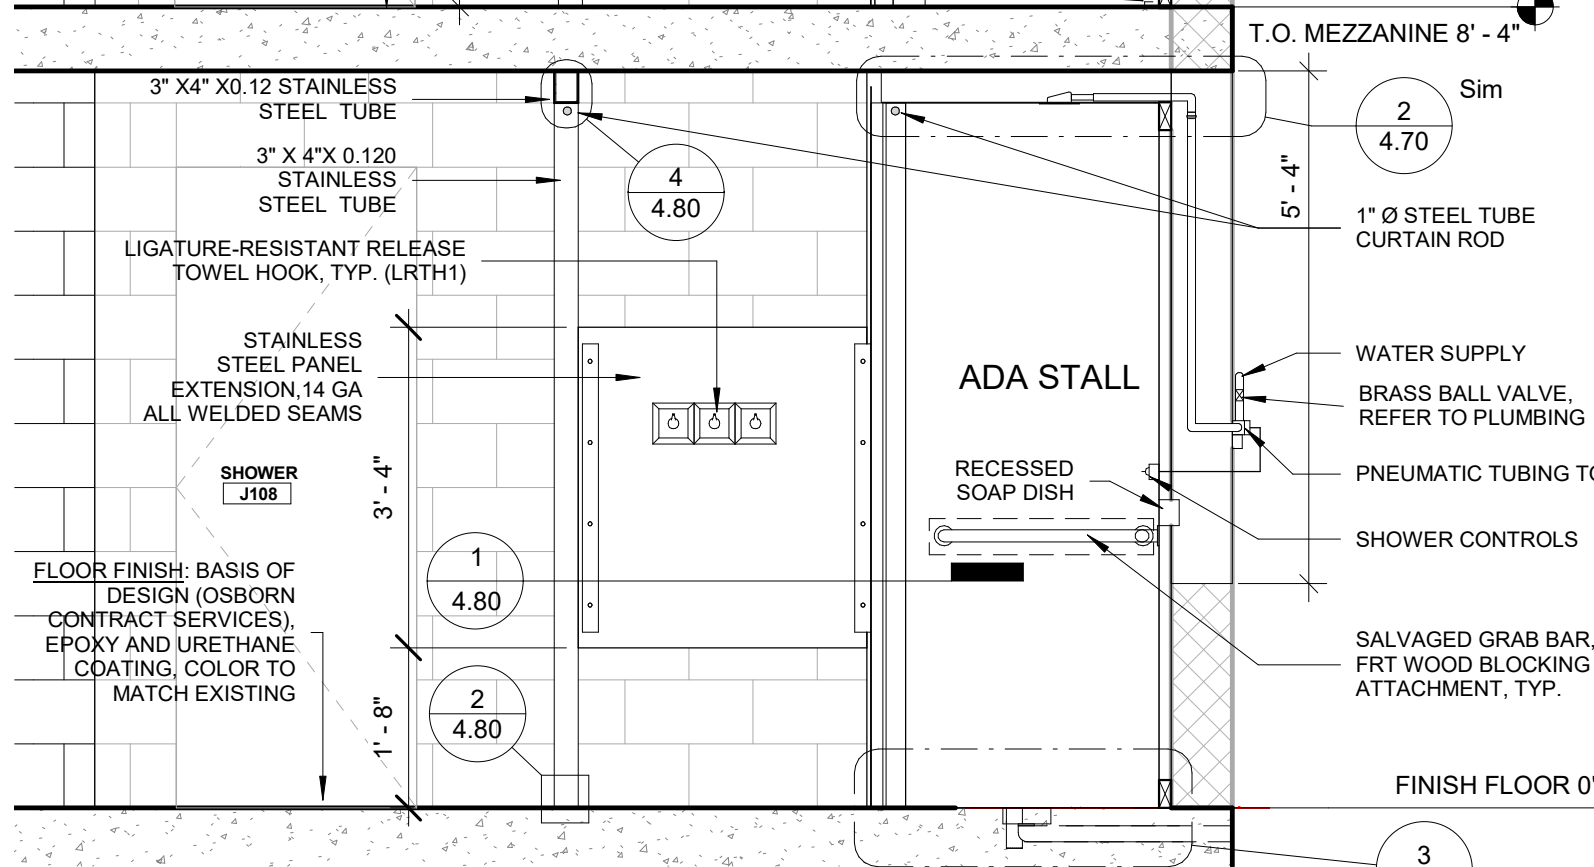 T.O. MEZZANINE 8' - 4"
3" X4" X0.12 STAINLESS
STEEL TUBE
3" X 4"X 0.120
STAINLESS
STEEL TUBE
LIGATURE-RESISTANT RELEASE
TOWEL HOOK, TYP. (LRTH1)
STAINLESS
STEEL PANEL
EXTENSION,14 GA
ALL WELDED SEAMS
SHOWER
J108
3' - 4"
FLOOR FINISH: BASIS OF
DESIGN (OSBORN
CONTRACT SERVICES),
EPOXY AND URETHANE
COATING, COLOR TO
MATCH EXISTING
1' - 8"
4
4.80
1
4.80
2
4.80
ADA STALL
RECESSED
SOAP DISH
Sim
2
4.70
5' - 4"
1" Ø STEEL TUBE
CURTAIN ROD
WATER SUPPLY
BRASS BALL VALVE,
REFER TO PLUMBING
PNEUMATIC TUBING TO
SHOWER CONTROLS
SALVAGED GRAB BAR,
FRT WOOD BLOCKING
ATTACHMENT, TYP.
FINISH FLOOR 0'
3